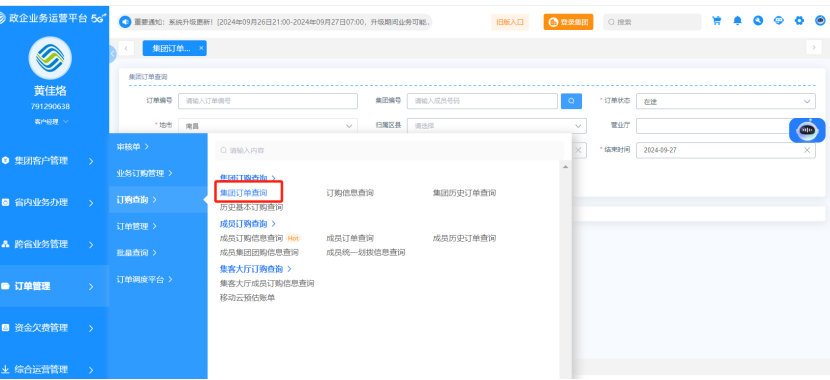 政企业务运营平台 5G
重要通知：系统升级更新！[2024年09月26日21:00-2024年09月27日07:00，升级期间业务可能..
旧版入口
登录集团
搜索
集团订单... ×
黄佳烙
791290638
客户经理
集团订单查询
订单编号 请输入订单编号
集团编号 请输入成员号码
* 订单状态 在途
* 地市 南昌
归属区县 请选择
营业厅
* 结束时间 2024-09-27
集团客户管理
省内业务办理
跨省业务管理
订单管理
资金欠费管理
综合运营管理
审核单 >
业务订购管理 >
订购查询 >
订单管理 >
批量查询 >
订单调度平台 >
请输入内容
集团订购查询 >
集团订单查询 订购信息查询 集团历史订单查询
历史基本订购查询
成员订购查询 >
成员订购信息查询 Hot 成员订单查询 成员历史订单查询
成员集团团购信息查询 成员统一划拨信息查询
集客大厅订购查询 >
集客大厅成员订购信息查询
移动云预估账单